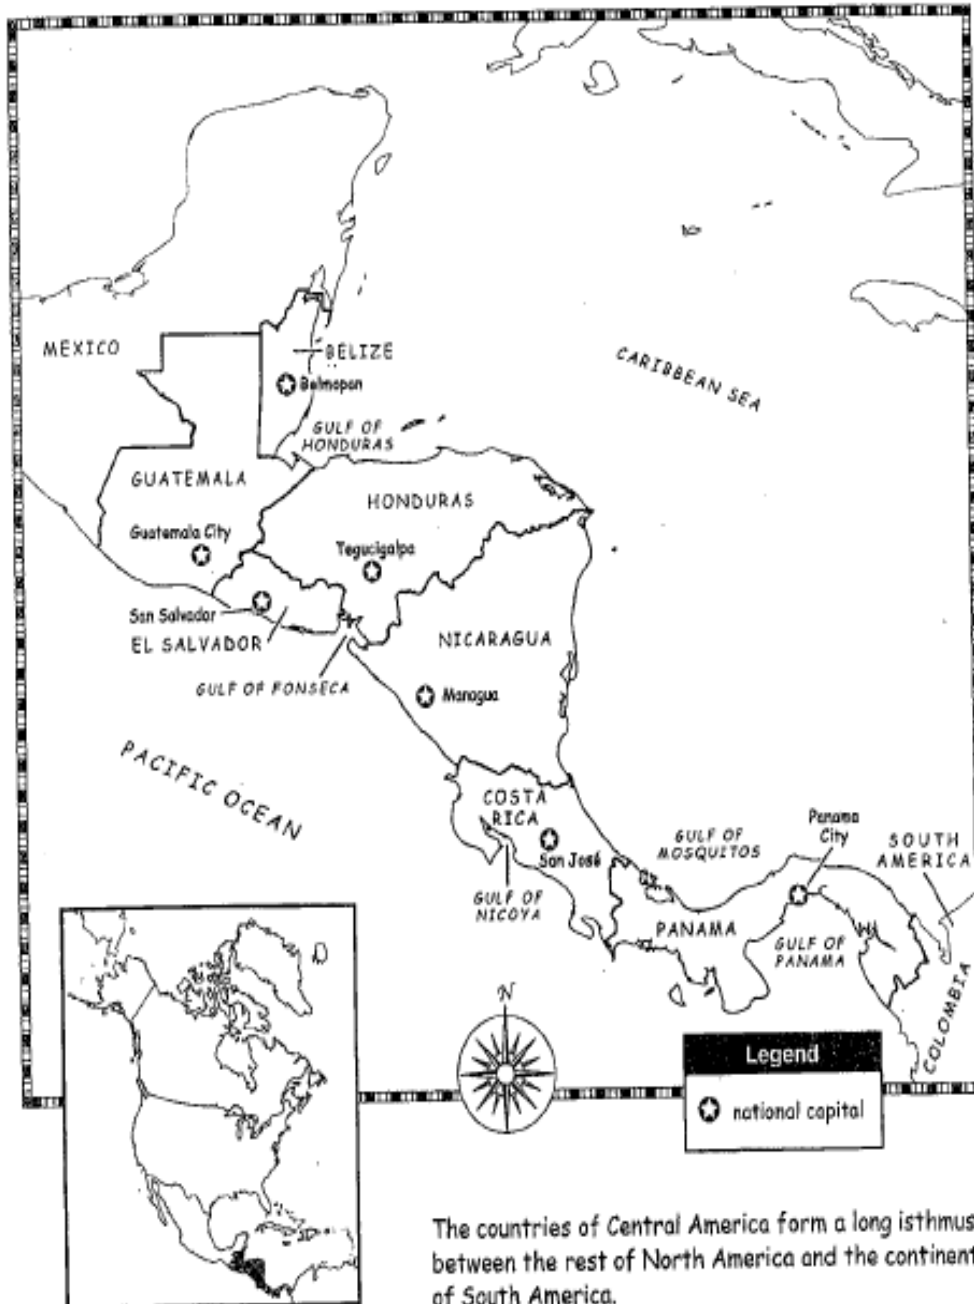 MEXICO
BELIZE
Belmopan
CARIBBEAN SEA
GULF OF
HONDURAS
GUATEMALA
HONDURAS
Guatemala City
Tegucigalpa
San Salvador
EL SALVADOR
NICARAGUA
GULF OF FONSECA
Managua
PACIFIC OCEAN
COSTA
RICA
San José
GULF OF
NICOYA
GULF OF
MOSQUITOS
Panama
City
SOUTH
AMERICA
PANAMA
GULF OF
PANAMA
COLOMBIA
N
Legend
national capital
The countries of Central America form a long isthmus
between the rest of North America and the continent
of South America.